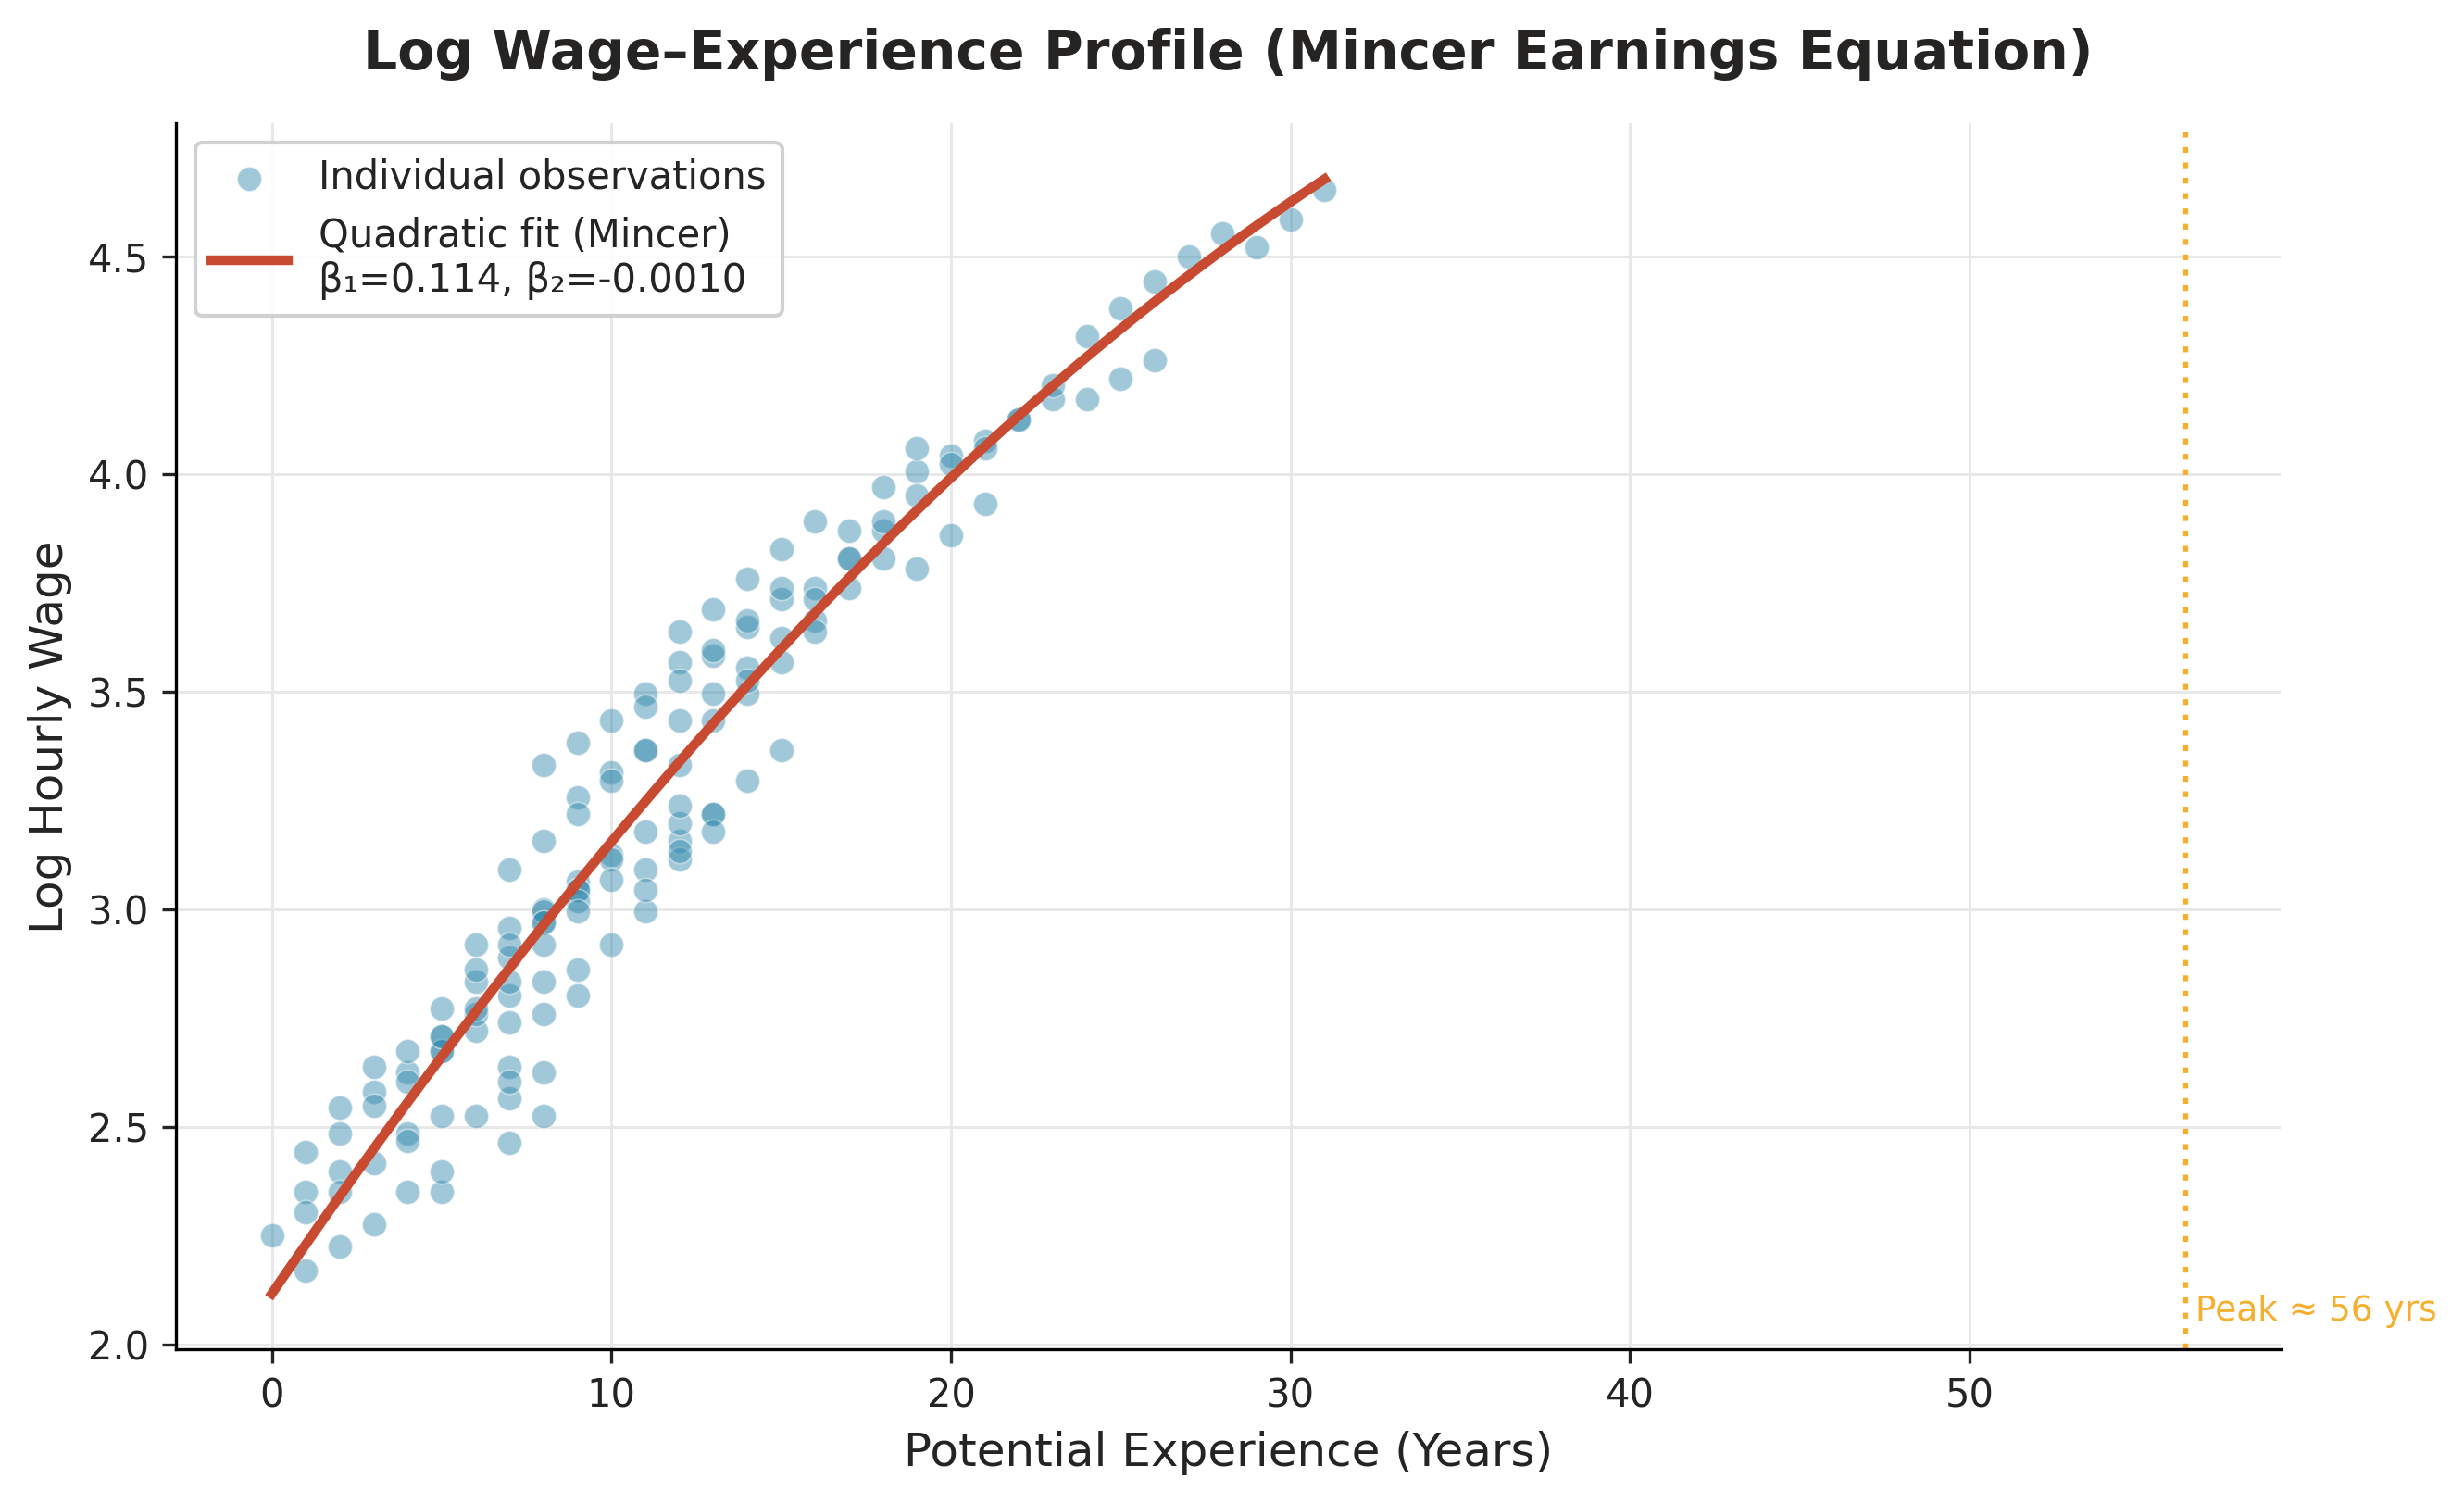 Log Wage–Experience Profile (Mincer Earnings Equation)
Individual observations
Quadratic fit (Mincer)
β₁=0.114, β₂=-0.0010
4.5
4.0
3.5
3.0
2.5
2.0
Log Hourly Wage
Peak ≈ 56 yrs
0 10 20 30 40 50
Potential Experience (Years)